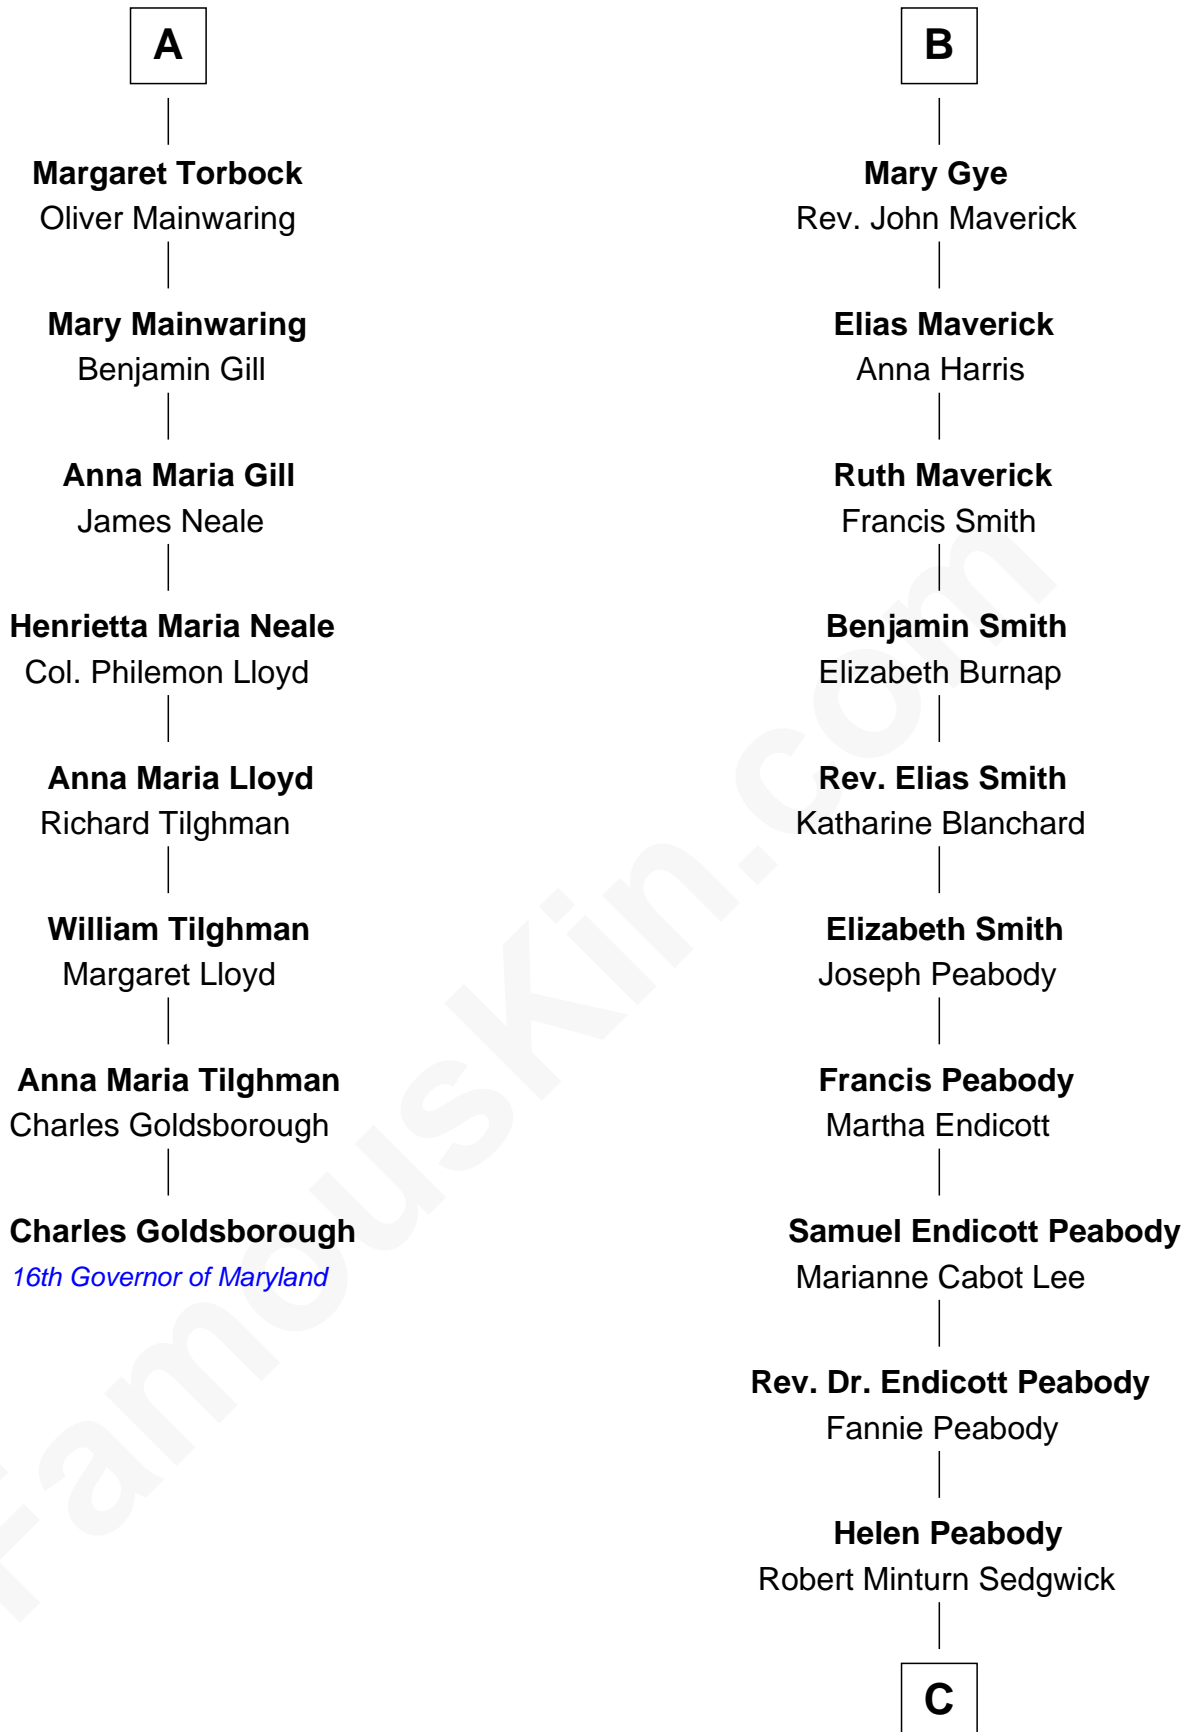 A
Margaret Torbock
Oliver Mainwaring
Mary Mainwaring
Benjamin Gill
Anna Maria Gill
James Neale
Henrietta Maria Neale
Col. Philemon Lloyd
Anna Maria Lloyd
Richard Tilghman
William Tilghman
Margaret Lloyd
Anna Maria Tilghman
Charles Goldsborough
Charles Goldsborough
16th Governor of Maryland
B
Mary Gye
Rev. John Maverick
Elias Maverick
Anna Harris
Ruth Maverick
Francis Smith
Benjamin Smith
Elizabeth Burnap
Rev. Elias Smith
Katharine Blanchard
Elizabeth Smith
Joseph Peabody
Francis Peabody
Martha Endicott
Samuel Endicott Peabody
Marianne Cabot Lee
Rev. Dr. Endicott Peabody
Fannie Peabody
Helen Peabody
Robert Minturn Sedgwick
C
FamousKin.com